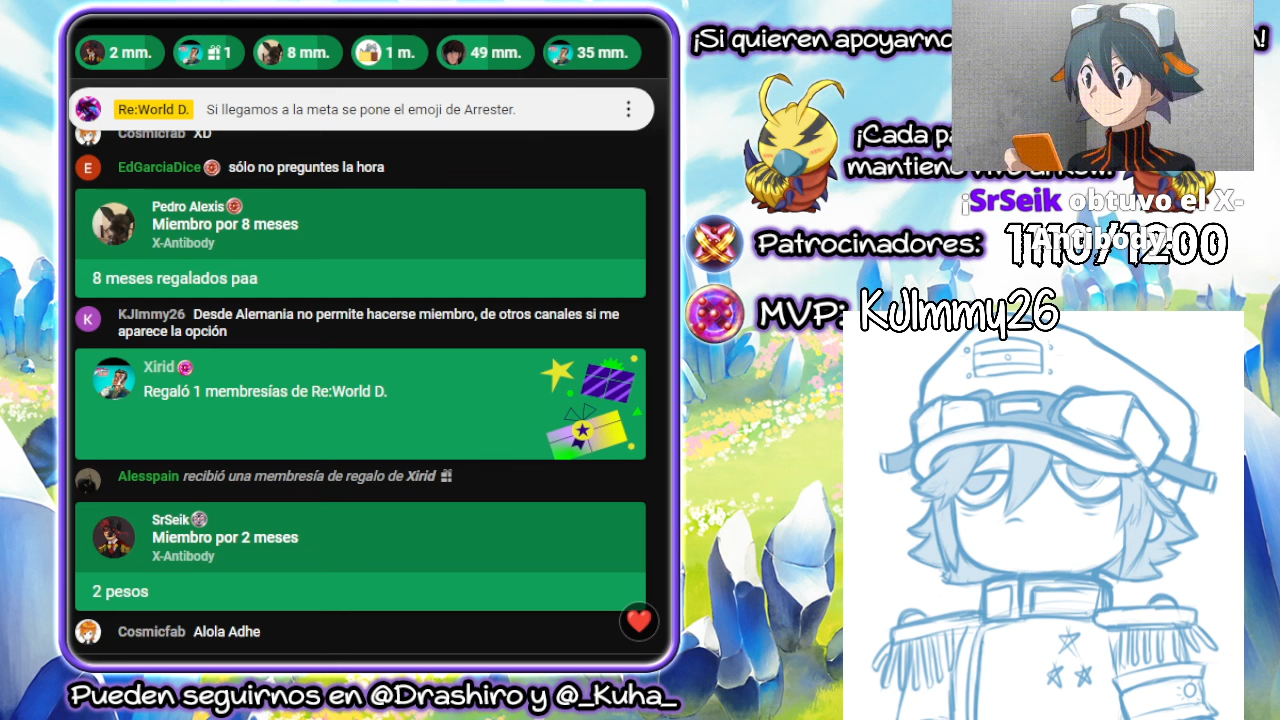 2 mm.
1
8 mm.
1 m.
49 mm.
35 mm.
Re:World D. Si llegamos a la meta se pone el emoji de Arrester.
Cosmicfab XD
E EdGarciaDice sólo no preguntes la hora
Pedro Alexis
Miembro por 8 meses
X-Antibody
8 meses regalados paa
K KJImmy26 Desde Alemania no permite hacerse miembro, de otros canales si me
aparece la opción
Xirid
Regaló 1 membresías de Re:World D.
Alesspain recibió una membresía de regalo de Xirid
SrSeik
Miembro por 2 meses
X-Antibody
2 pesos
Cosmicfab Alola Adhe
Pueden seguirnos en @Drashiro y @_Kuha_
¡Si quieren apoyarno
!
¡Cada pa
mantiene
¡SrSeik obtuvo el X-
Antibody!
Patrocinadores: 1110/1200
MVP: KJImmy26